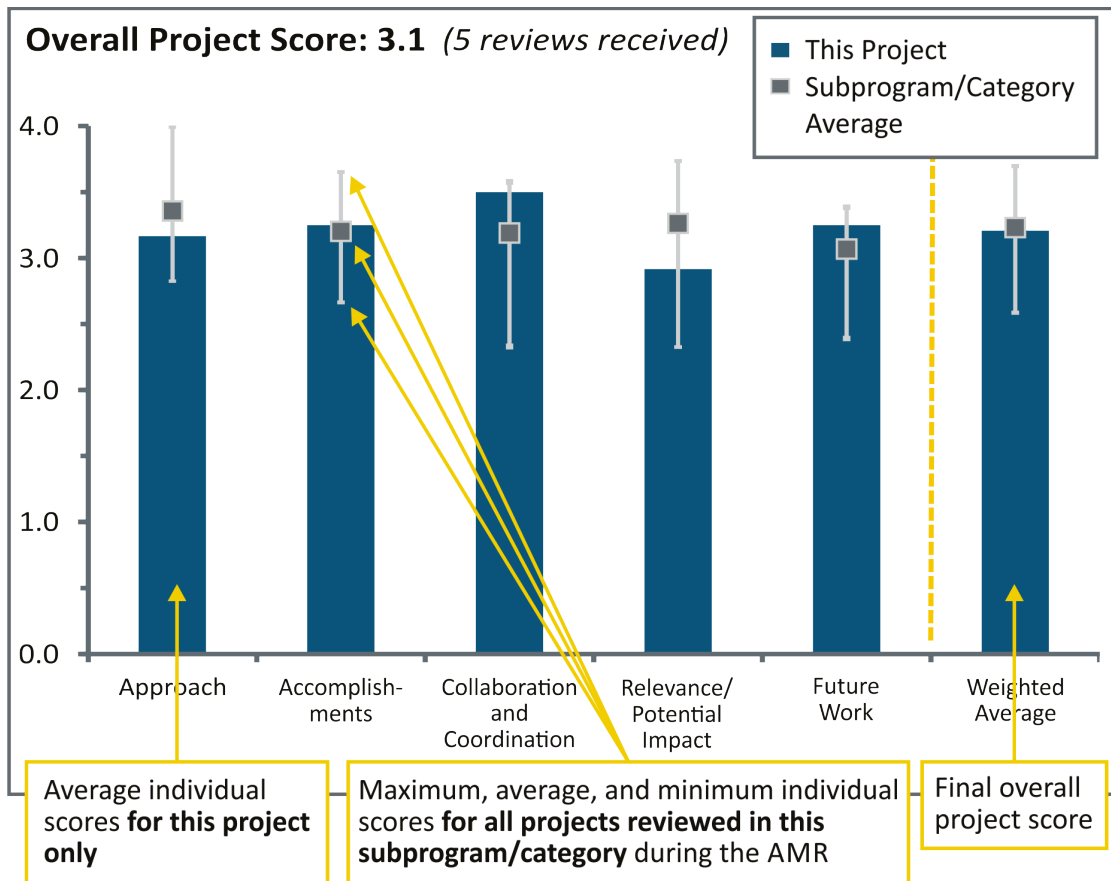 Overall Project Score: 3.1 (5 reviews received)
This Project
Subprogram/Category
Average
4.0
3.0
2.0
1.0
0.0
Approach
Accomplish-
ments
Collaboration
and
Coordination
Relevance/
Potential
Impact
Future
Work
Weighted
Average
Average individual
scores for this project
only
Maximum, average, and minimum individual
scores for all projects reviewed in this
subprogram/category during the AMR
Final overall
project score